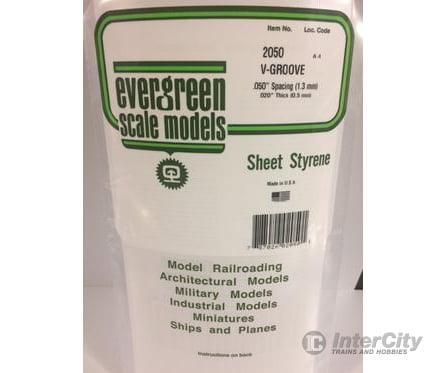 Item No. Loc. Code
2050 A 4
V-GROOVE
.050" Spacing (1.3 mm)
.020" Thick (0.5 mm)
evergreen
scale models
Sheet Styrene
Made in U S A
Model Railroading
Architectural Models
Military Models
Industrial Models
Miniatures
Ships and Planes
Instructions on back
InterCity
TRAINS AND HOBBIES